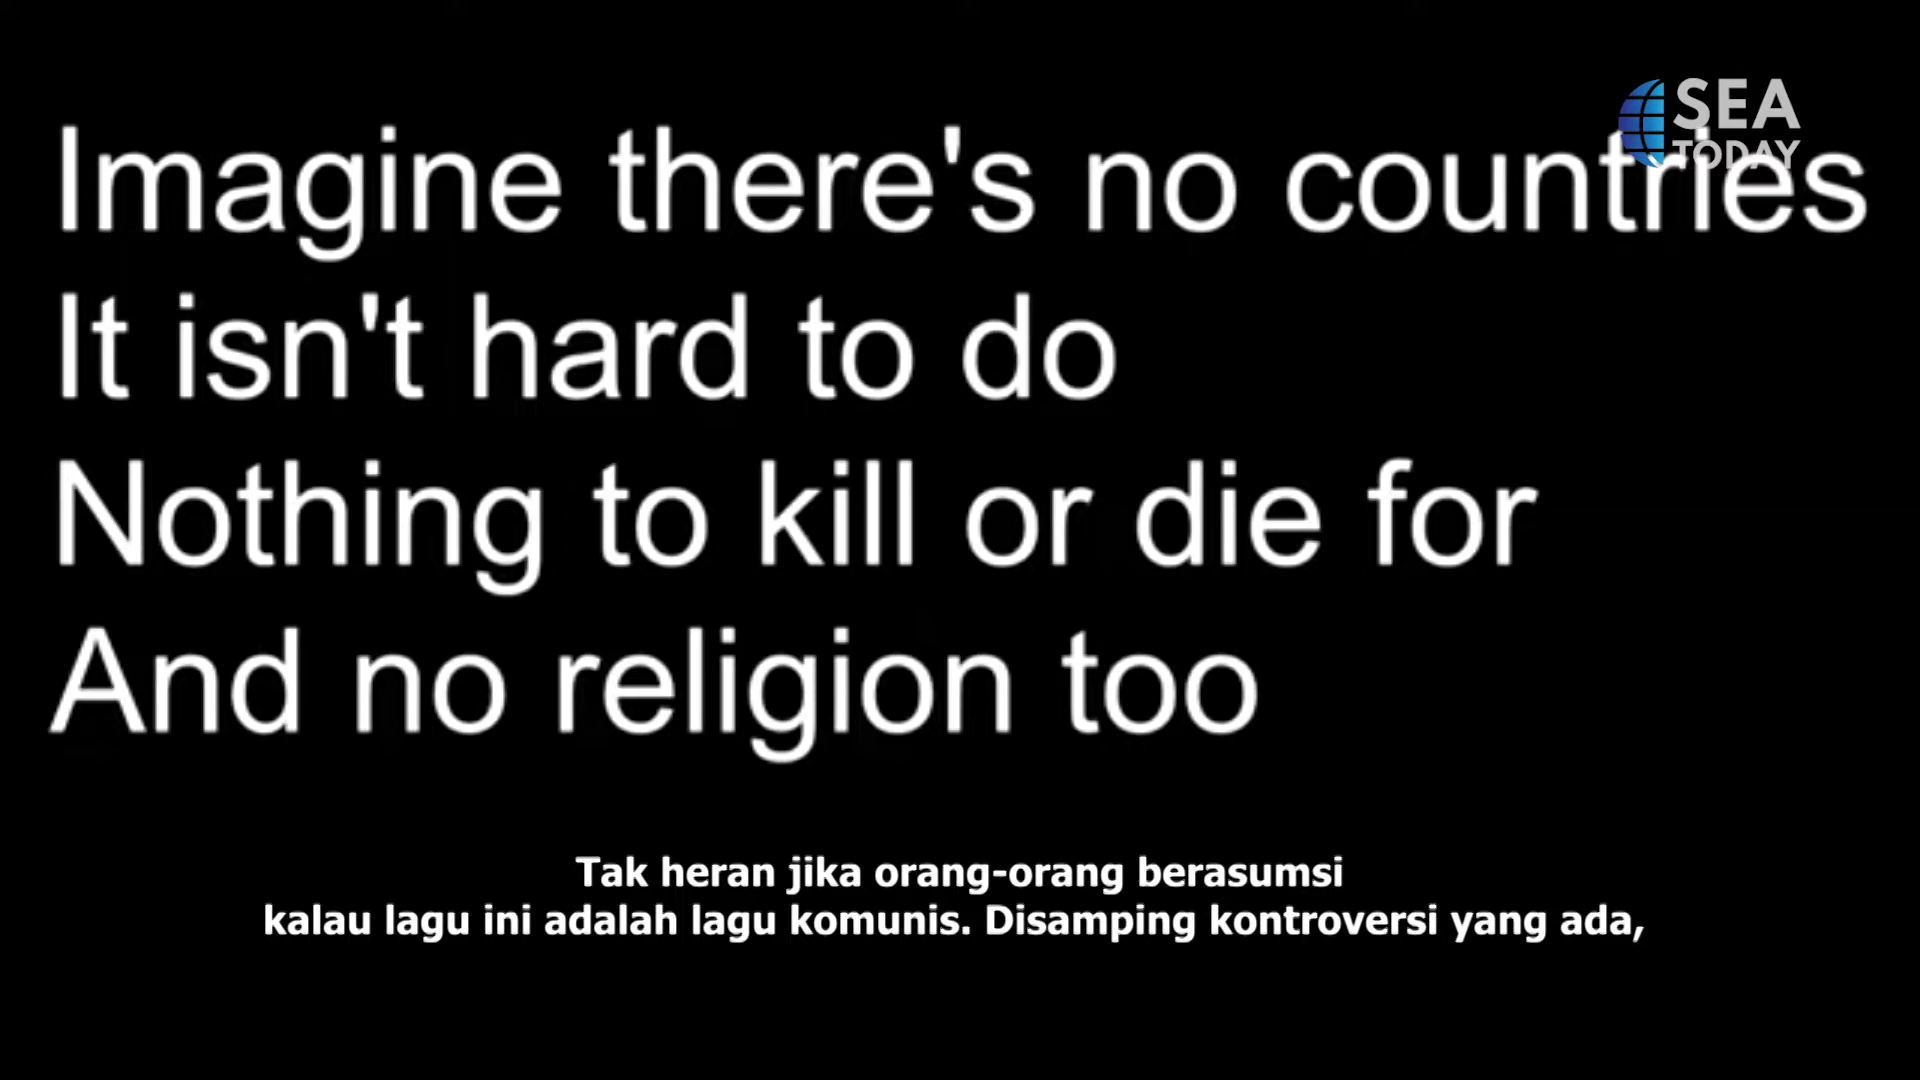 SEA
TODAY
Imagine there's no countries
It isn't hard to do
Nothing to kill or die for
And no religion too
Tak heran jika orang-orang berasumsi
kalau lagu ini adalah lagu komunis. Disamping kontroversi yang ada,